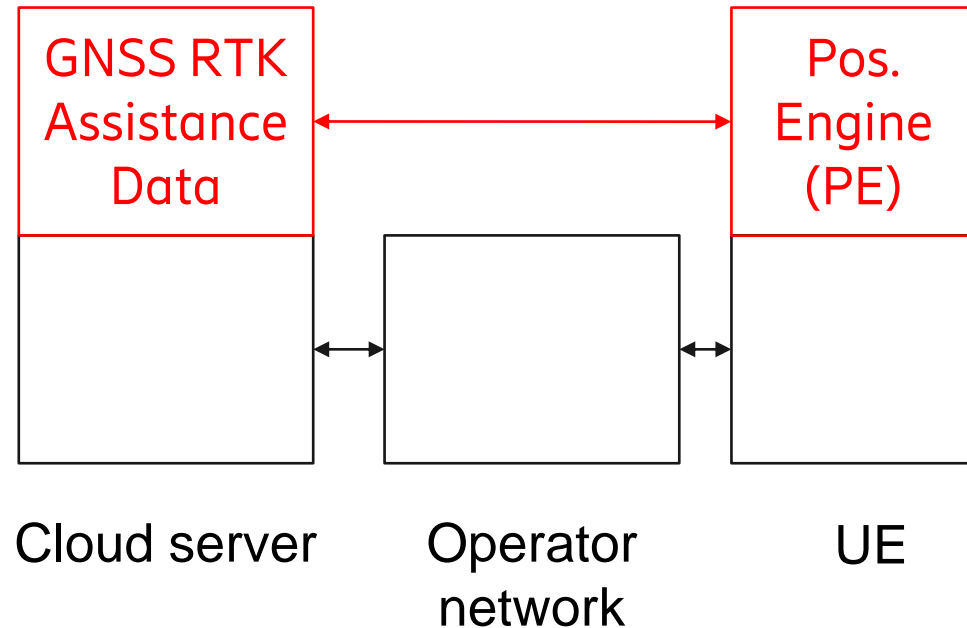 GNSS RTK
Assistance
Data
Pos.
Engine
(PE)
Cloud server
Operator
network
UE